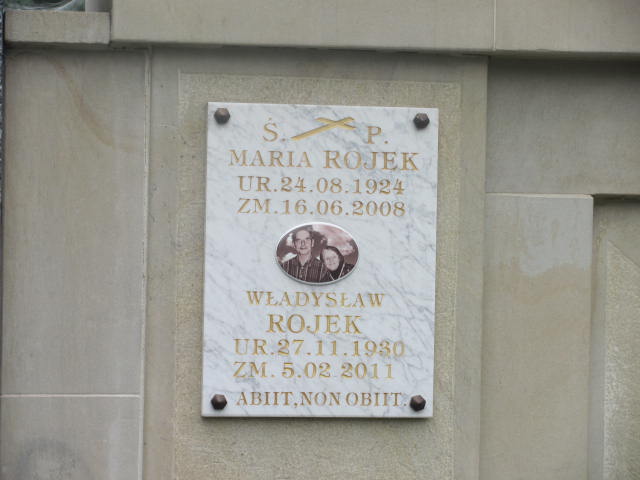 Ś. P.
MARIA ROJEK
UR.24.08.1924
ZM.16.06.2008
WŁADYSŁAW
ROJEK
UR.27.11.1930
ZM.5.02.2011
ABIIT,NON OBIIT.